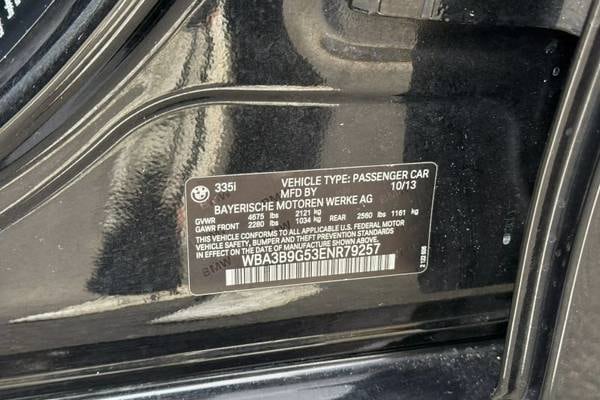 335i VEHICLE TYPE: PASSENGER CAR
MFD BY 10/13
BAYERISCHE MOTOREN WERKE AG
GVWR 4675 lbs 2121 kg
GAWR FRONT 2280 lbs 1034 kg REAR 2560 lbs 1161 kg
THIS VEHICLE CONFORMS TO ALL APPLICABLE U.S. FEDERAL MOTOR
VEHICLE SAFETY, BUMPER, AND THEFT PREVENTION STANDARDS
IN EFFECT ON THE DATE OF MANUFACTURE SHOWN ABOVE.
WBA3B9G53ENR79257